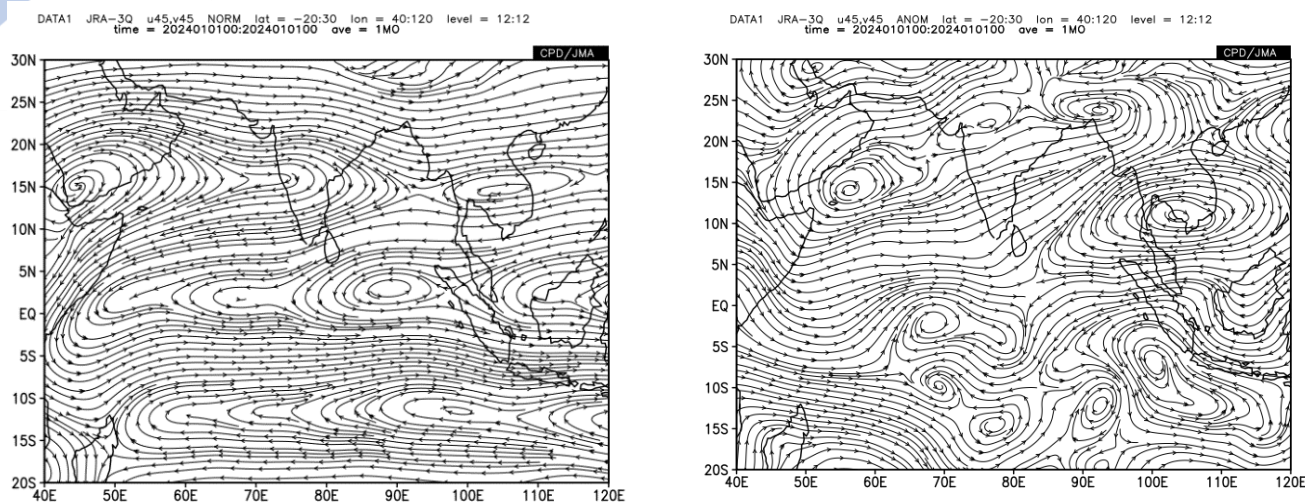 DATA1 JRA-3Q u45,v45 NORM lat = -20:30 lon = 40:120 level = 12:12
time = 2024010100:2024010100 ave = 1MO
CPD/JMA
30N
25N
20N
15N
10N
5N
EQ
5S
10S
15S
20S
40E 50E 60E 70E 80E 90E 100E 110E 120E
DATA1 JRA-3Q u45,v45 ANOM lat = -20:30 lon = 40:120 level = 12:12
time = 2024010100:2024010100 ave = 1MO
CPD/JMA
30N
25N
20N
15N
10N
5N
EQ
5S
10S
15S
20S
40E 50E 60E 70E 80E 90E 100E 110E 120E